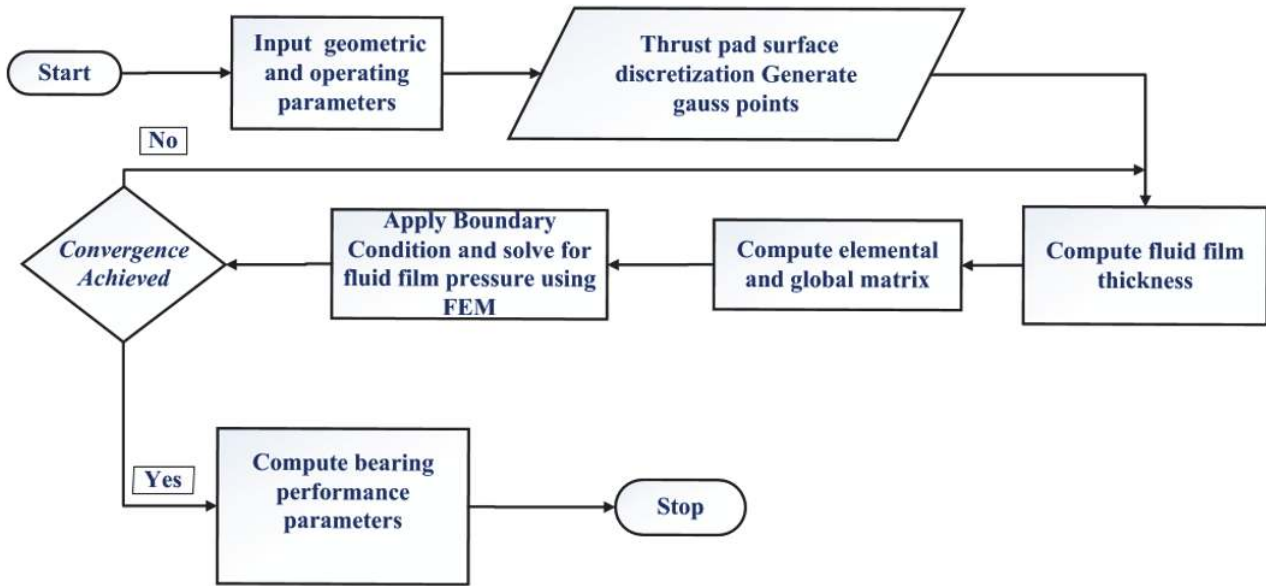 Start
Input geometric
and operating
parameters
Thrust pad surface
discretization Generate
gauss points
No
Convergence
Achieved
Apply Boundary
Condition and solve for
fluid film pressure using
FEM
Compute elemental
and global matrix
Compute fluid film
thickness
Yes
Compute bearing
performance
parameters
Stop